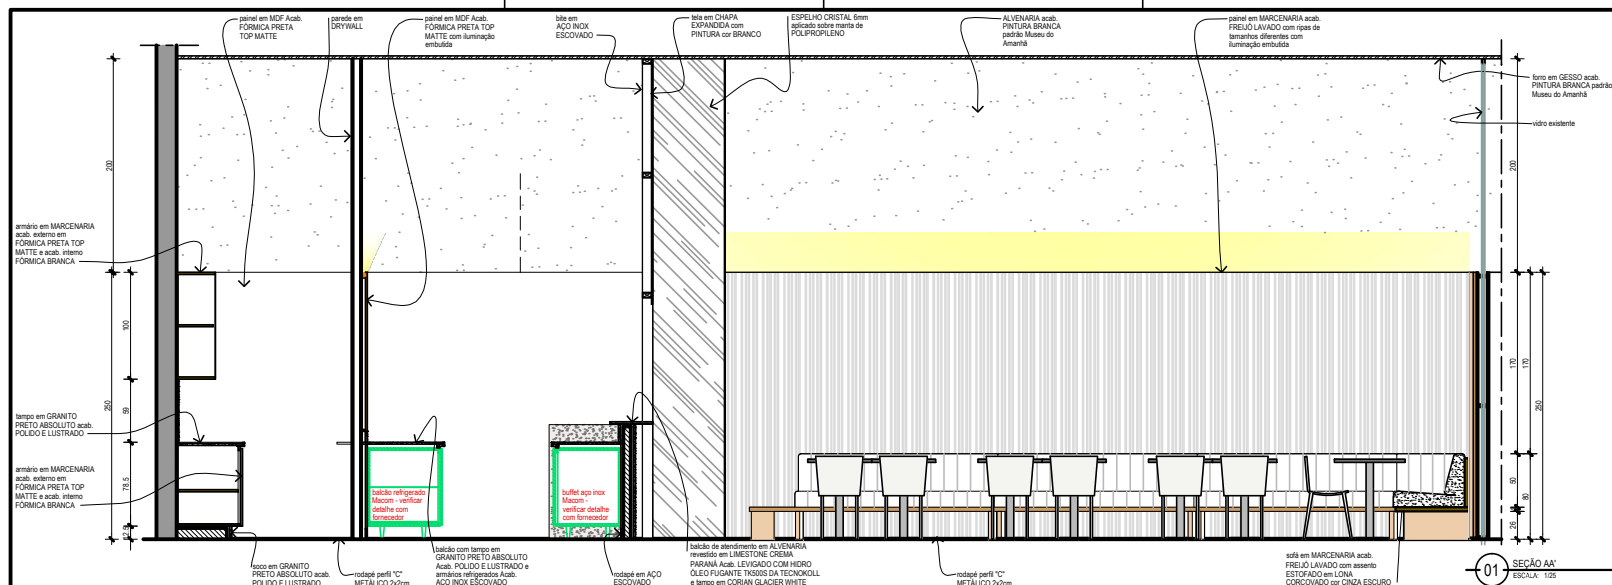 painel em MDF Acab.
FÓRMICA PRETA
TOP MATTE
parede em
DRYWALL
painel em MDF Acab.
FÓRMICA PRETA TOP
MATTE com iluminação
embutida
bite em
AÇO INOX
ESCOVADO
tela em CHAPA
EXPANDIDA com
PINTURA cor BRANCO
ESPELHO CRISTAL 6mm
aplicado sobre manta de
POLIPROPILENO
ALVENARIA acab.
PINTURA BRANCA
padrão Museu do
Amanhã
painel em MARCENARIA acab.
FREIJÓ LAVADO com ripas de
tamanhos diferentes com
iluminação embutida
forro em GESSO acab.
PINTURA BRANCA padrão
Museu do Amanhã
vidro existente
200
200
armário em MARCENARIA
acab. externo em
FÓRMICA PRETA TOP
MATTE e acab. interno
FÓRMICA BRANCA
100
250
59
170
170
250
tampo em GRANITO
PRETO ABSOLUTO acab.
POLIDO E LUSTRADO
armário em MARCENARIA
acab. externo em
FÓRMICA PRETA TOP
MATTE e acab. interno
FÓRMICA BRANCA
78.5
balcão refrigerado
Macom - verificar
detalhe com
fornecedor
buffet aço inox
Macom -
verificar detalhe
com fornecedor
50
80
26
soco em GRANITO
PRETO ABSOLUTO acab.
POLIDO E LUSTRADO
rodapé perfil "C"
METÁLICO 2x2cm
balcão com tampo em
GRANITO PRETO ABSOLUTO
Acab. POLIDO E LUSTRADO e
armários refrigerados Acab.
AÇO INOX ESCOVADO
rodapé em AÇO
ESCOVADO
balcão de atendimento em ALVENARIA
revestido em LIMESTONE CREMA
PARANÁ Acab. LEVIGADO COM HIDRO
ÓLEO FUGANTE TK500S DA TECNOKOLL
e tampo em CORIAN GLACIER WHITE
rodapé perfil "C"
METÁLICO 2x2cm
sofá em MARCENARIA acab.
FREIJÓ LAVADO com assento
ESTOFADO em LONA
CORCOVADO cor CINZA ESCURO
01
SEÇÃO AA'
ESCALA: 1/25